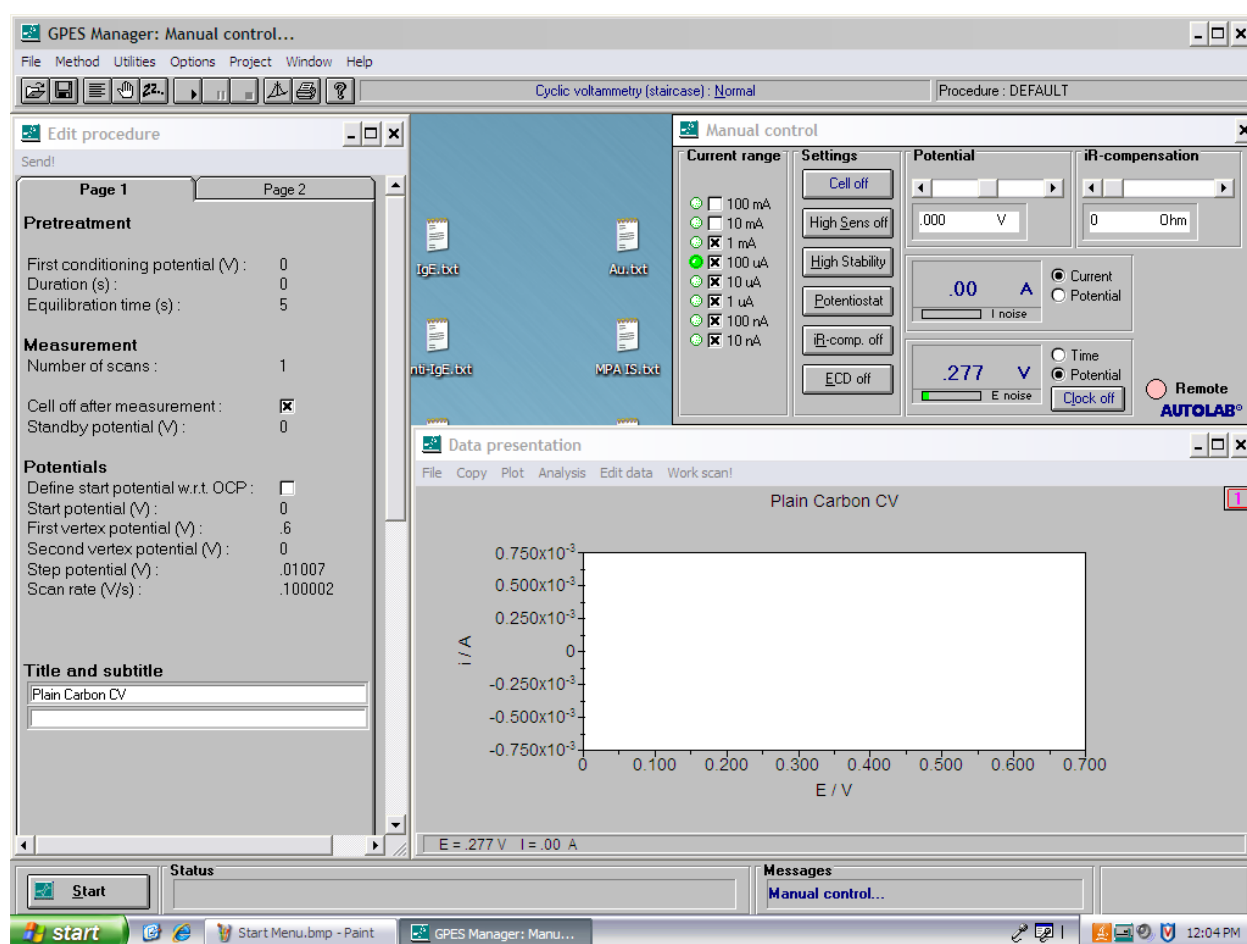 GPES Manager: Manual control...
File Method Utilities Options Project Window Help
Cyclic voltammetry (staircase) : Normal
Procedure : DEFAULT
Edit procedure
Send!
Page 1 Page 2
Pretreatment
First conditioning potential (V) : 0
Duration (s) : 0
Equilibration time (s) : 5
Measurement
Number of scans : 1
Cell off after measurement :
Standby potential (V) : 0
Potentials
Define start potential w.r.t. OCP :
Start potential (V) : 0
First vertex potential (V) : .6
Second vertex potential (V) : 0
Step potential (V) : .01007
Scan rate (V/s) : .100002
Title and subtitle
Plain Carbon CV
IgE.txt
Au.txt
nti-IgE.txt
MPA IS.txt
Manual control
Current range
100 mA
10 mA
1 mA
100 uA
10 uA
1 uA
100 nA
10 nA
Settings
Cell off
High Sens off
High Stability
Potentiostat
iR-comp. off
ECD off
Potential
.000 V
iR-compensation
0 Ohm
.00 A
I noise
Current
Potential
.277 V
E noise
Time
Potential
Clock off
Remote
AUTOLAB®
Data presentation
File Copy Plot Analysis Edit data Work scan!
Plain Carbon CV
1
0.750x10⁻³
0.500x10⁻³
0.250x10⁻³
0
-0.250x10⁻³
-0.500x10⁻³
-0.750x10⁻³
i / A
0 0.100 0.200 0.300 0.400 0.500 0.600 0.700
E / V
E = .277 V I = .00 A
Start
Status
Messages
Manual control...
start
Start Menu.bmp - Paint
GPES Manager: Manu...
12:04 PM